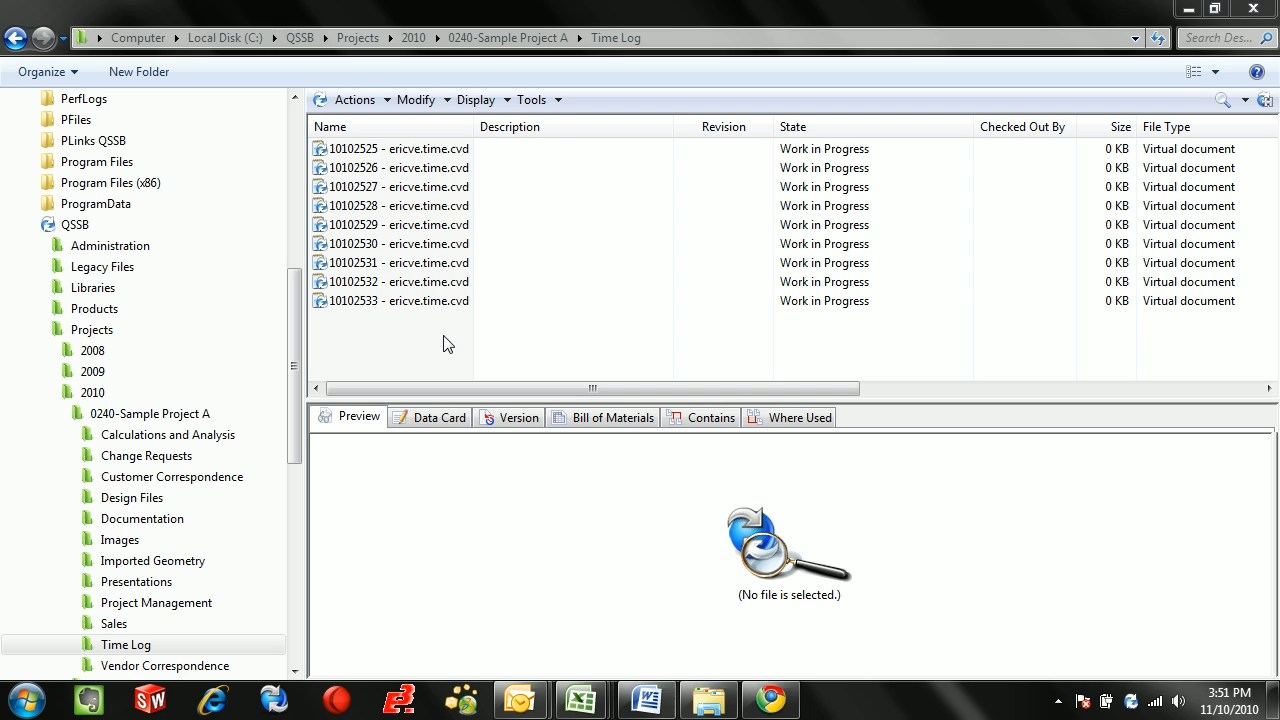 Computer Local Disk (C:) QSSB Projects 2010 0240-Sample Project A Time Log Search Des...
Organize New Folder
PerfLogs
PFiles
PLinks QSSB
Program Files
Program Files (x86)
ProgramData
QSSB
Administration
Legacy Files
Libraries
Products
Projects
2008
2009
2010
0240-Sample Project A
Calculations and Analysis
Change Requests
Customer Correspondence
Design Files
Documentation
Images
Imported Geometry
Presentations
Project Management
Sales
Time Log
Vendor Correspondence
Actions Modify Display Tools
Name Description Revision State Checked Out By Size File Type
10102525 - ericve.time.cvd Work in Progress 0 KB Virtual document
10102526 - ericve.time.cvd Work in Progress 0 KB Virtual document
10102527 - ericve.time.cvd Work in Progress 0 KB Virtual document
10102528 - ericve.time.cvd Work in Progress 0 KB Virtual document
10102529 - ericve.time.cvd Work in Progress 0 KB Virtual document
10102530 - ericve.time.cvd Work in Progress 0 KB Virtual document
10102531 - ericve.time.cvd Work in Progress 0 KB Virtual document
10102532 - ericve.time.cvd Work in Progress 0 KB Virtual document
10102533 - ericve.time.cvd Work in Progress 0 KB Virtual document
Preview Data Card Version Bill of Materials Contains Where Used
(No file is selected.)
3:51 PM
11/10/2010